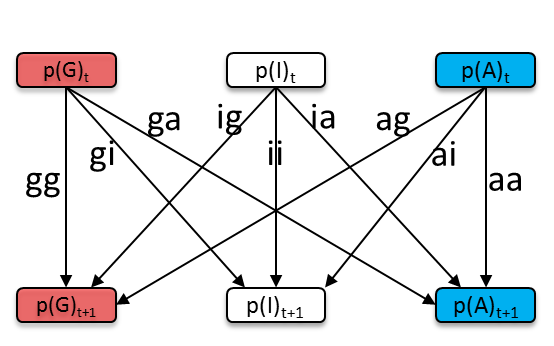 p(G)t p(I)t p(A)t
ga ig ia ag
gi ii ai
gg aa
p(G)t+1 p(I)t+1 p(A)t+1